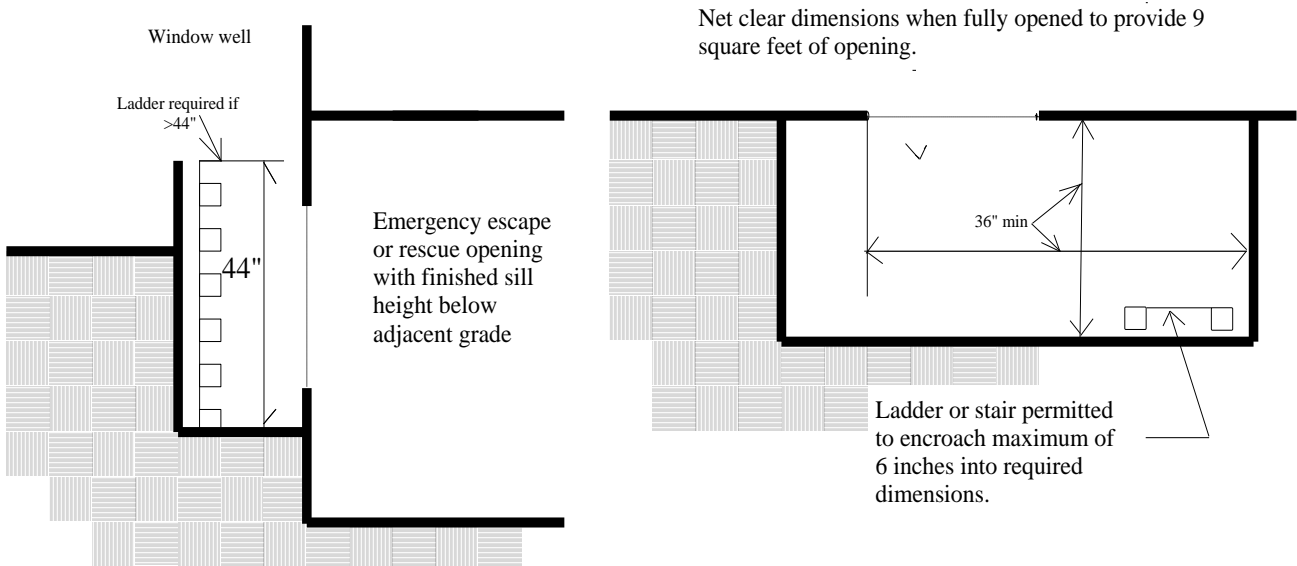 Window well
Ladder required if
>44"
44"
Emergency escape
or rescue opening
with finished sill
height below
adjacent grade
Net clear dimensions when fully opened to provide 9
square feet of opening.
36" min
Ladder or stair permitted
to encroach maximum of
6 inches into required
dimensions.